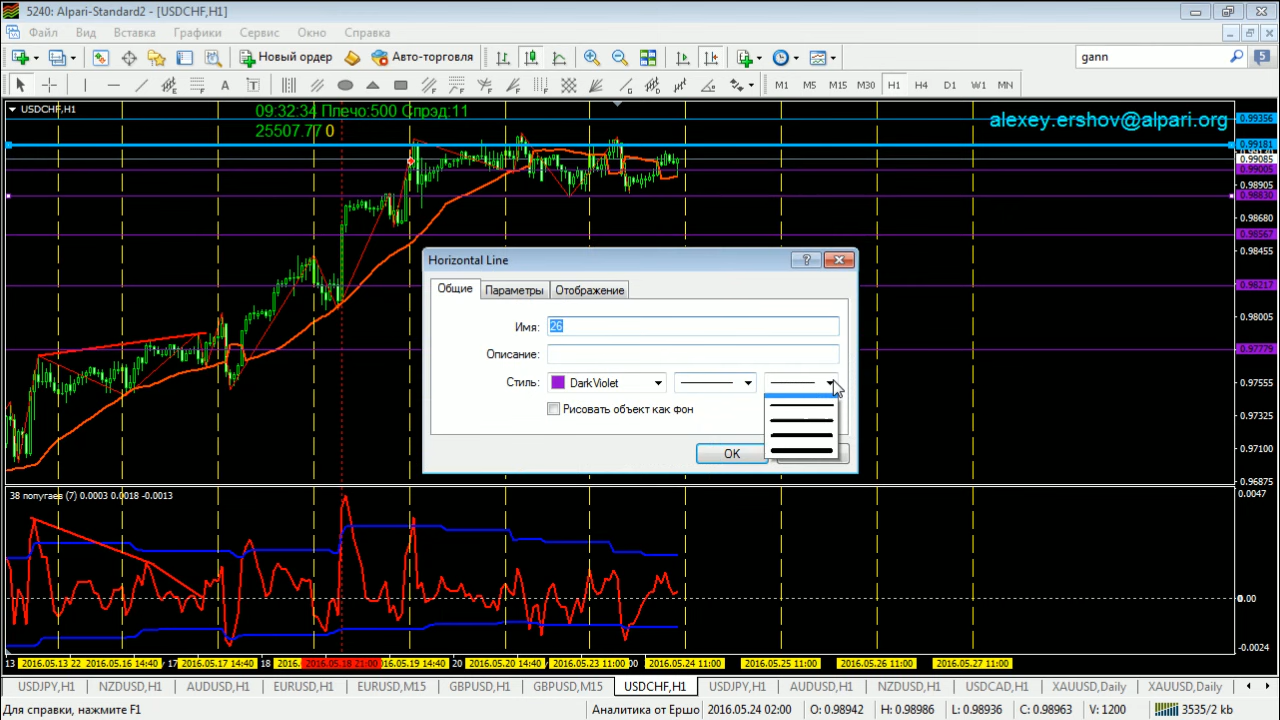 5240: Alpari-Standard2 - [USDCHF,H1]
Файл Вид Вставка Графики Сервис Окно Справка
Новый ордер Авто-торговля gann 5
A T M1 M5 M15 M30 H1 H4 D1 W1 MN
USDCHF,H1
09:32:34 Плечо:500 Спрэд:11
25507.77 0
alexey.ershov@alpari.org
0.99356
0.99181
0.99085
0.99005
0.98905
0.98830
0.98680
0.98567
0.98455
0.98217
0.98005
0.97779
0.97555
0.97325
0.97105
0.96875
Horizontal Line
Общие Параметры Отображение
Имя: 26
Описание:
Стиль: DarkViolet
Рисовать объект как фон
OK
38 попугаев (7) 0.0003 0.0018 -0.0013
0.0047
0.00
-0.0024
13 2016.05.13 22 2016.05.16 14:40 17 2016.05.17 14:40 18 2016. 2016.05.18 21:00 05.19 14:40 20 2016.05.20 14:40 2016.05.23 11:00 2016.05.24 11:00 2016.05.25 11:00 2016.05.26 11:00 2016.05.27 11:00
USDJPY,H1 NZDUSD,H1 AUDUSD,H1 EURUSD,H1 EURUSD,M15 GBPUSD,H1 GBPUSD,M15 USDCHF,H1 USDJPY,H1 AUDUSD,H1 NZDUSD,H1 USDCAD,H1 XAUUSD,Daily XAUUSD,Daily
Для справки, нажмите F1 Аналитика от Ершо 2016.05.24 02:00 O: 0.98942 H: 0.98986 L: 0.98936 C: 0.98963 V: 1200 3535/2 kb